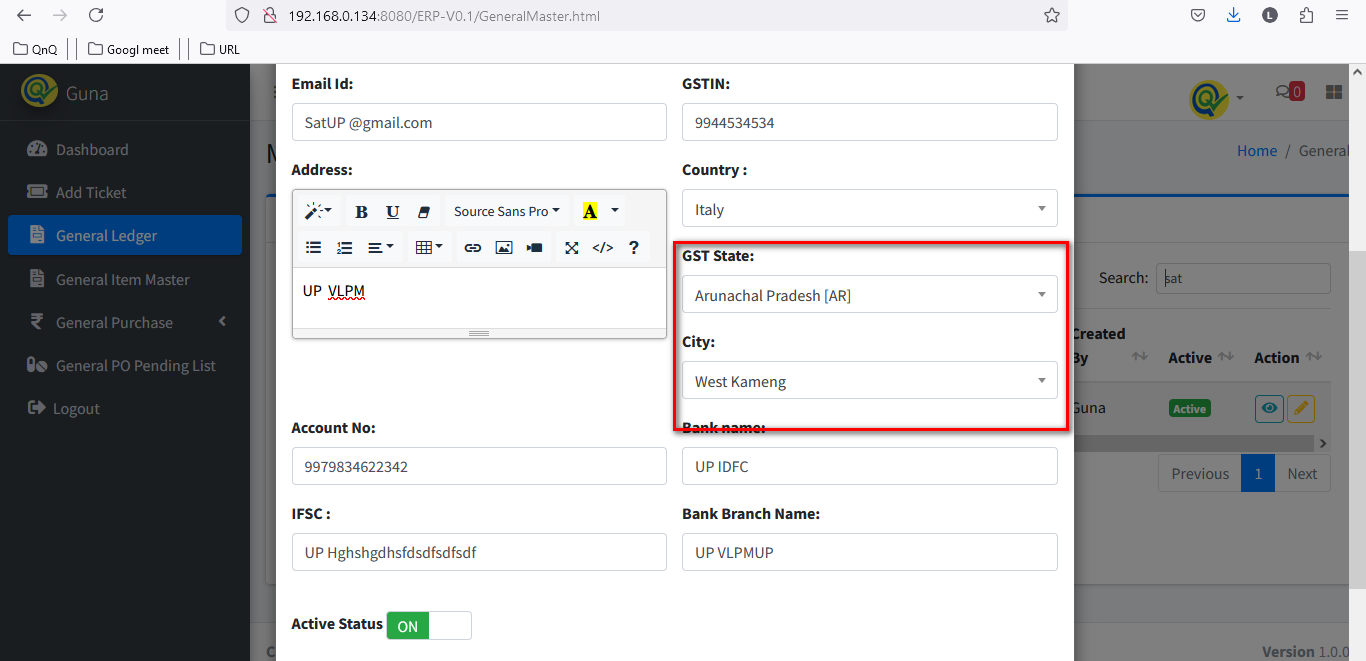 192.168.0.134:8080/ERP-V0.1/GeneralMaster.html
L
QnQ
Googl meet
URL
Guna
Dashboard
Add Ticket
General Ledger
General Item Master
General Purchase
General PO Pending List
Logout
0
Home / General
Search: sat
Created By
Active
Action
Guna
Active
Previous 1 Next
Version 1.0.0
Email Id:
SatUP @gmail.com
GSTIN:
9944534534
Address:
B U Source Sans Pro A
</> ?
UP VLPM
Country :
Italy
GST State:
Arunachal Pradesh [AR]
City:
West Kameng
Account No:
9979834622342
Bank name:
UP IDFC
IFSC :
UP Hghshgdhsfdsdfsdfsdf
Bank Branch Name:
UP VLPMUP
Active Status ON